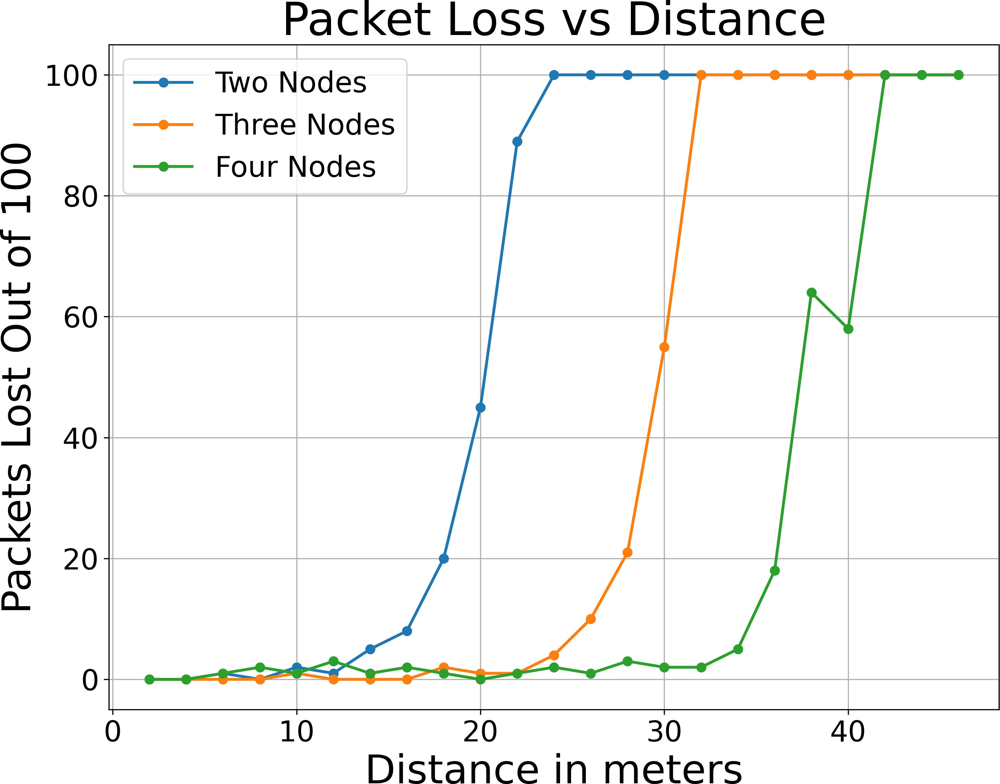 Packet Loss vs Distance
Two Nodes
Three Nodes
Four Nodes
Packets Lost Out of 100
100
80
60
40
20
0
0 10 20 30 40
Distance in meters